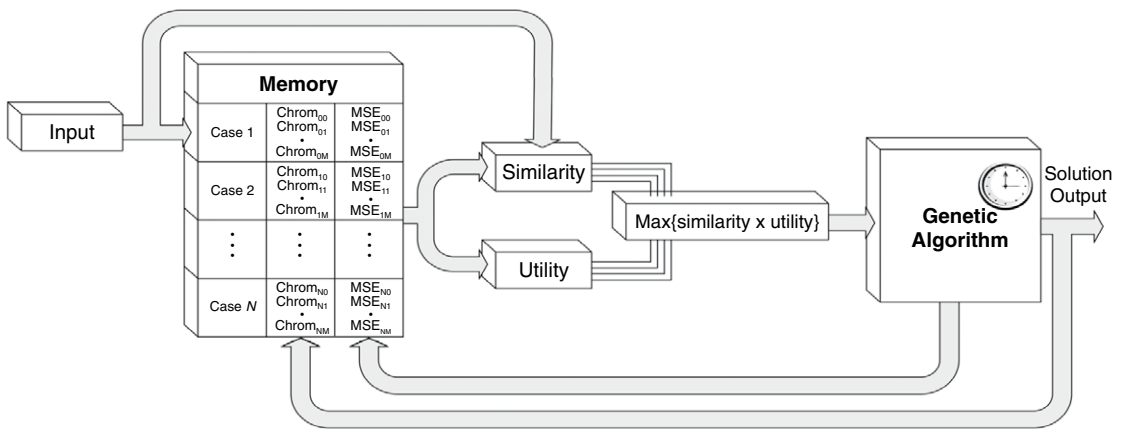 Input
Memory
Case 1
Chrom00
Chrom01
•
Chrom0M
MSE00
MSE01
•
MSE0M
Case 2
Chrom10
Chrom11
•
Chrom1M
MSE10
MSE11
•
MSE1M
Case N
ChromN0
ChromN1
•
ChromNM
MSEN0
MSEN1
•
MSENM
Similarity
Utility
Max{similarity x utility}
Genetic
Algorithm
Solution
Output